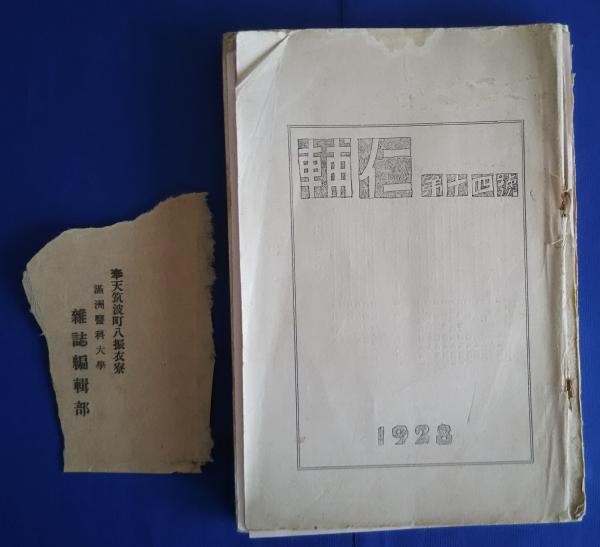 輔仁 第十四號
1928
奉天筑波町八振衣寮
滿洲醫科大學
雜誌編輯部